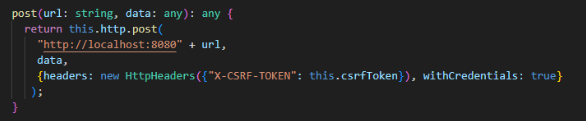 post(url: string, data: any): any {
return this.http.post(
"http://localhost:8080" + url,
data,
{headers: new HttpHeaders({"X-CSRF-TOKEN": this.csrfToken}), withCredentials: true}
);
}